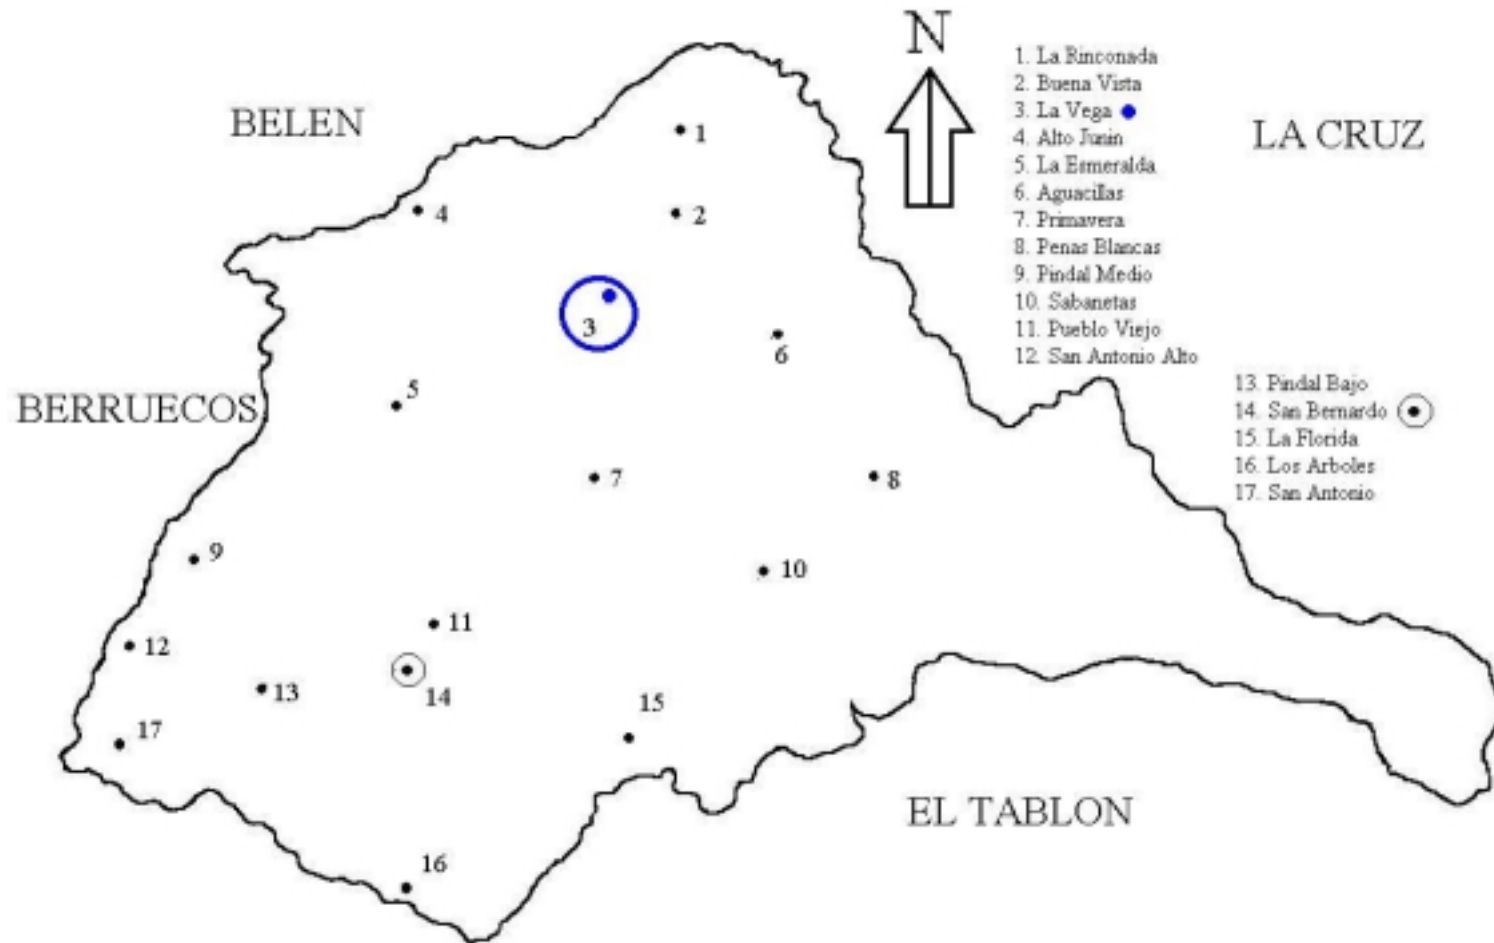 N
1. La Rinconada
2. Buena Vista
3. La Vega
4. Alto Junin
5. La Esmeralda
6. Aguacillas
7. Primavera
8. Penas Blancas
9. Pindal Medio
10. Sabanetas
11. Pueblo Viejo
12. San Antonio Alto
13. Pindal Bajo
14. San Bernardo
15. La Florida
16. Los Arboles
17. San Antonio
BELEN
LA CRUZ
BERRUECOS
EL TABLON
1
2
4
3
6
5
7
8
9
10
11
12
13
14
15
17
16